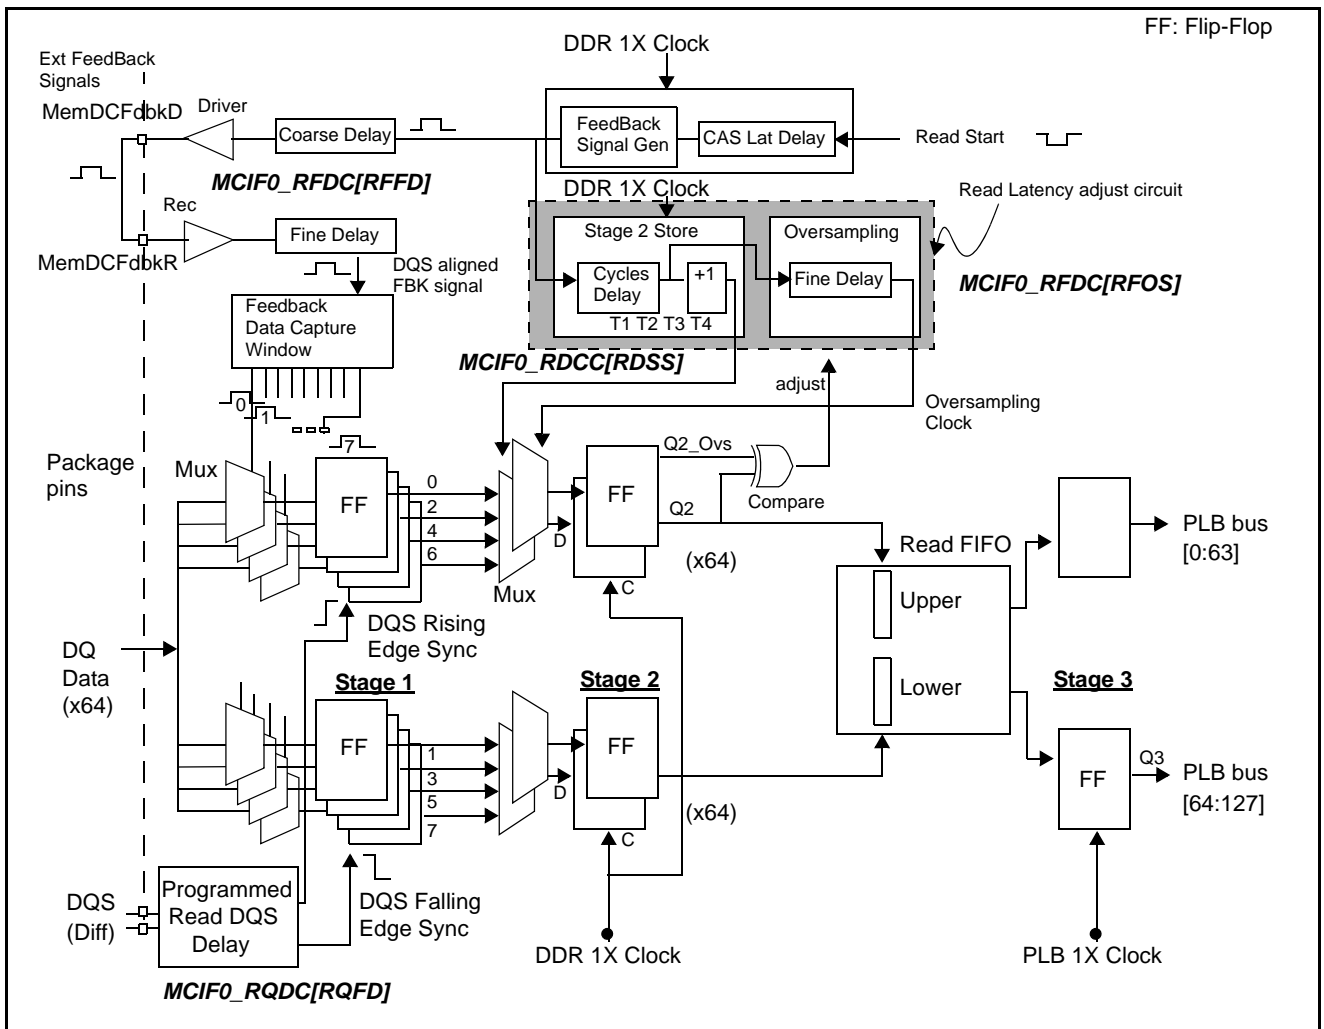 FF: Flip-Flop
DDR 1X Clock
Ext FeedBack
Signals
MemDCFdbkD
Driver
Coarse Delay
FeedBack
Signal Gen
CAS Lat Delay
Read Start
MCIF0_RFDC[RFFD]
DDR 1X Clock
Read Latency adjust circuit
Rec
Fine Delay
MemDCFdbkR
Stage 2 Store
Oversampling
DQS aligned
FBK signal
Cycles
Delay
+1
Fine Delay
MCIF0_RFDC[RFOS]
T1 T2 T3 T4
Feedback
Data Capture
Window
MCIF0_RDCC[RDSS]
adjust
Oversampling
Clock
0
1
7
Package
pins
Mux
FF
0
2
4
6
Mux
D
FF
C
Q2_Ovs
Q2
Compare
(x64)
Read FIFO
Upper
Lower
PLB bus
[0:63]
DQS Rising
Edge Sync
DQ
Data
(x64)
Stage 1
Stage 2
Stage 3
FF
1
3
5
7
D
FF
C
(x64)
FF
Q3
PLB bus
[64:127]
DQS
(Diff)
Programmed
Read DQS
Delay
DQS Falling
Edge Sync
DDR 1X Clock
PLB 1X Clock
MCIF0_RQDC[RQFD]